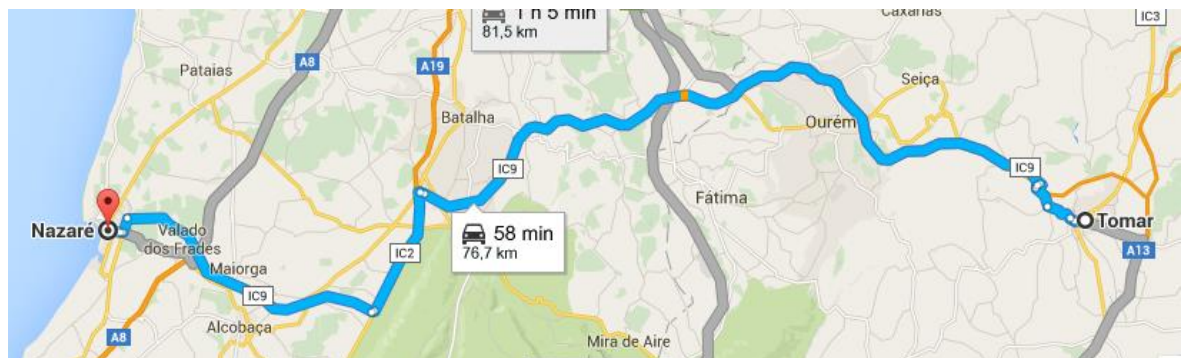 1 h 5 min
81,5 km
Caxarias
IC3
A8
A19
Pataias
Seiça
Batalha
Ourém
IC9
IC9
Fátima
Nazaré
Valado
dos Frades
58 min
76,7 km
Tomar
IC2
A13
Maiorga
IC9
Alcobaça
A8
Mira de Aire